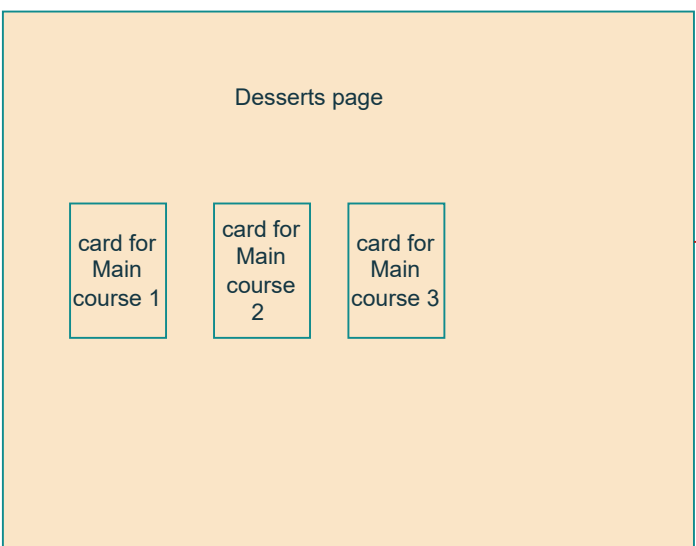 Desserts page
card for
Main
course 1
card for
Main
course
2
card for
Main
course 3